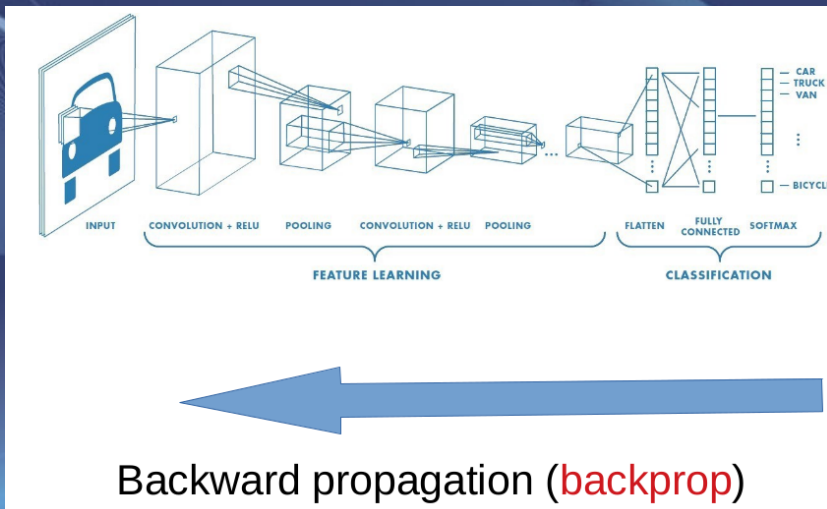 CAR
TRUCK
VAN
BICYCLE
INPUT CONVOLUTION + RELU POOLING CONVOLUTION + RELU POOLING FLATTEN FULLY CONNECTED SOFTMAX
FEATURE LEARNING CLASSIFICATION
Backward propagation (backprop)